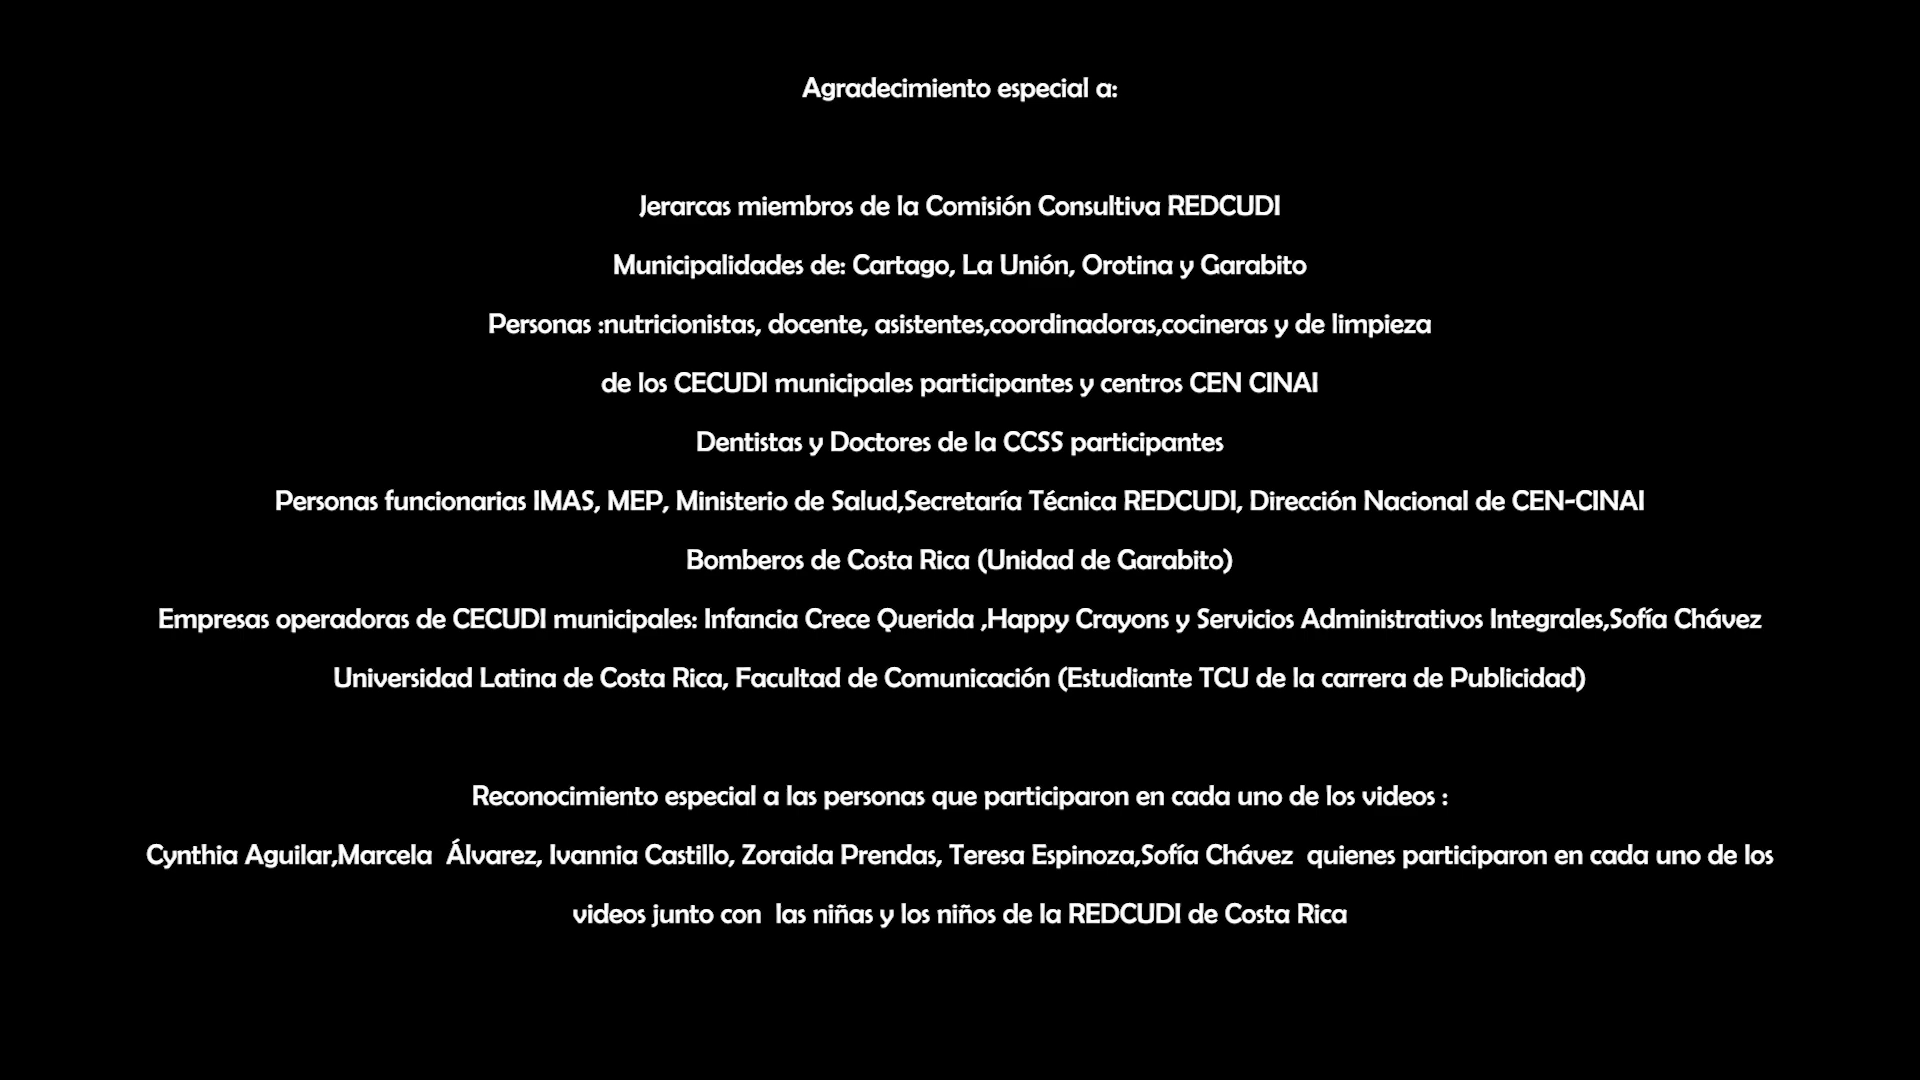 Agradecimiento especial a:
Jerarcas miembros de la Comisión Consultiva REDCUDI
Municipalidades de: Cartago, La Unión, Orotina y Garabito
Personas :nutricionistas, docente, asistentes,coordinadoras,cocineras y de limpieza
de los CECUDI municipales participantes y centros CEN CINAI
Dentistas y Doctores de la CCSS participantes
Personas funcionarias IMAS, MEP, Ministerio de Salud,Secretaría Técnica REDCUDI, Dirección Nacional de CEN-CINAI
Bomberos de Costa Rica (Unidad de Garabito)
Empresas operadoras de CECUDI municipales: Infancia Crece Querida ,Happy Crayons y Servicios Administrativos Integrales,Sofía Chávez
Universidad Latina de Costa Rica, Facultad de Comunicación (Estudiante TCU de la carrera de Publicidad)
Reconocimiento especial a las personas que participaron en cada uno de los videos :
Cynthia Aguilar,Marcela  Álvarez, Ivannia Castillo, Zoraida Prendas, Teresa Espinoza,Sofía Chávez  quienes participaron en cada uno de los
videos junto con  las niñas y los niños de la REDCUDI de Costa Rica